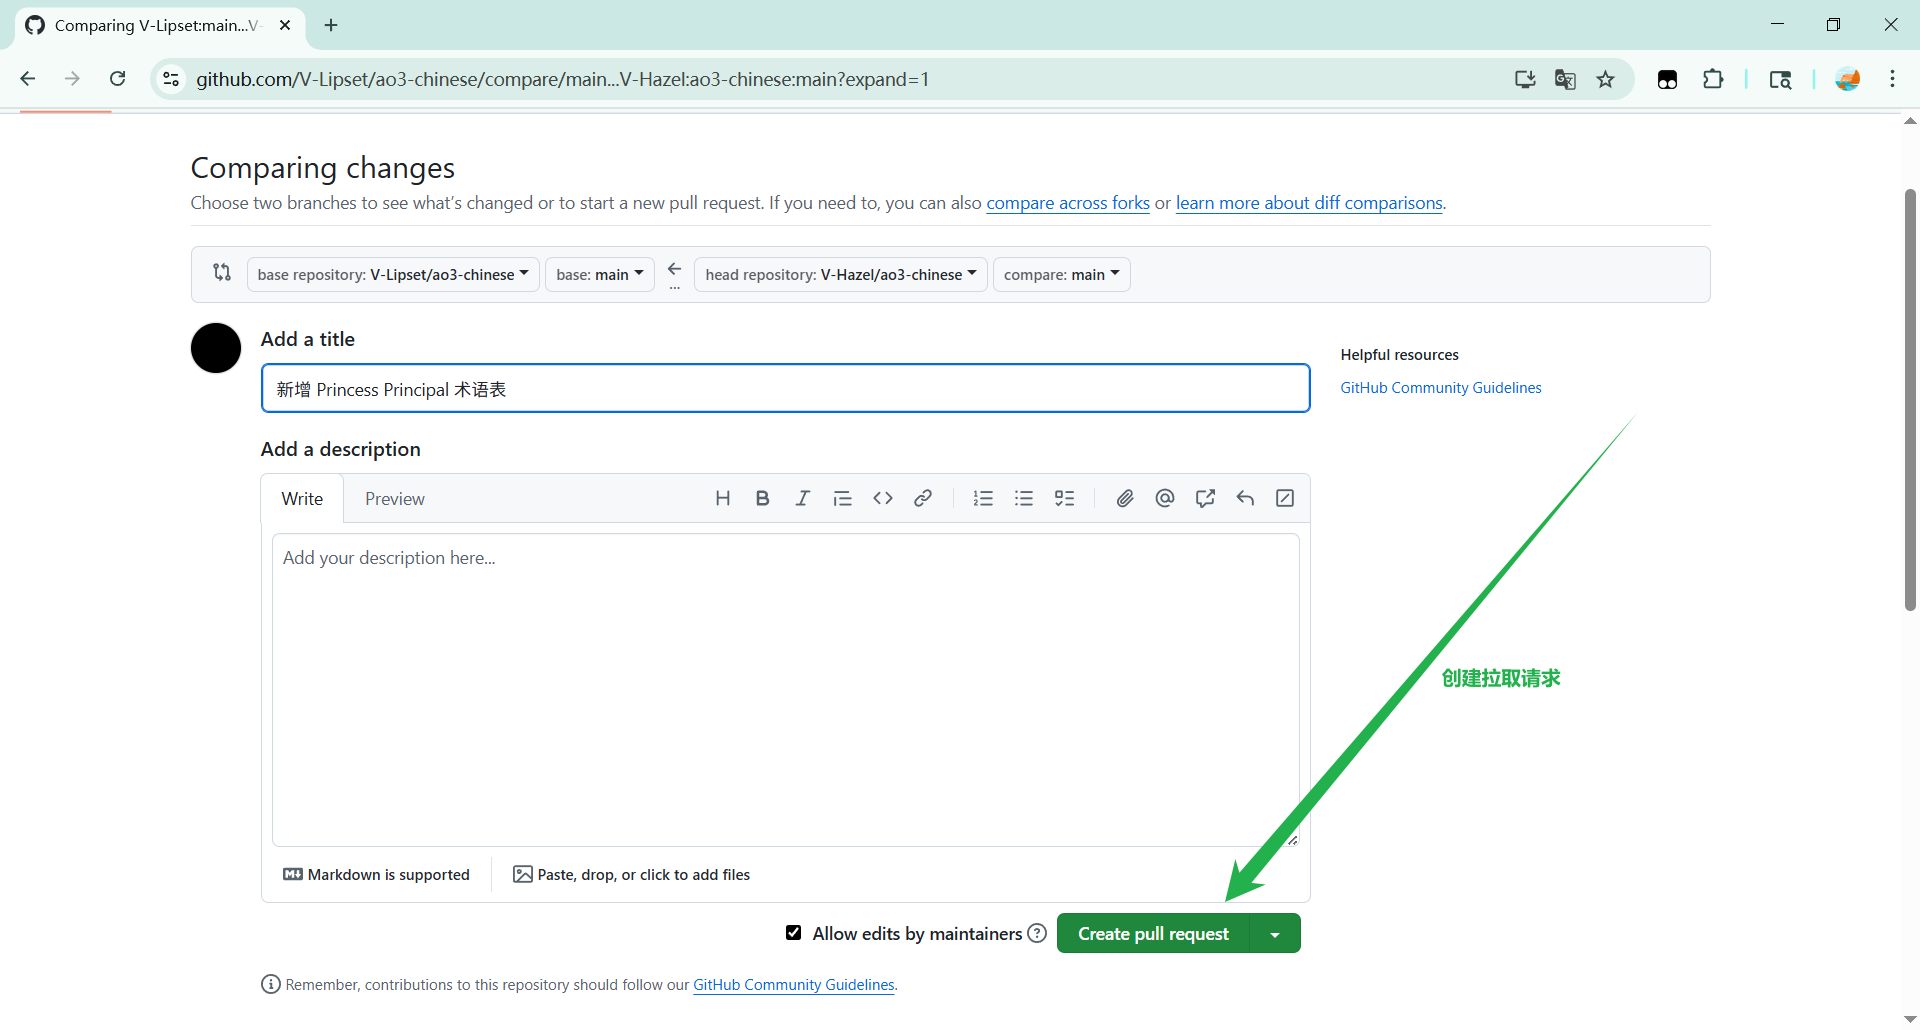 Comparing V-Lipset:main...V-
github.com/V-Lipset/ao3-chinese/compare/main...V-Hazel:ao3-chinese:main?expand=1
Comparing changes
Choose two branches to see what's changed or to start a new pull request. If you need to, you can also compare across forks or learn more about diff comparisons.
base repository: V-Lipset/ao3-chinese base: main ... head repository: V-Hazel/ao3-chinese compare: main
Add a title
新增 Princess Principal 术语表
Helpful resources
GitHub Community Guidelines
Add a description
Write Preview
Add your description here...
创建拉取请求
Markdown is supported Paste, drop, or click to add files
Allow edits by maintainers Create pull request
Remember, contributions to this repository should follow our GitHub Community Guidelines.